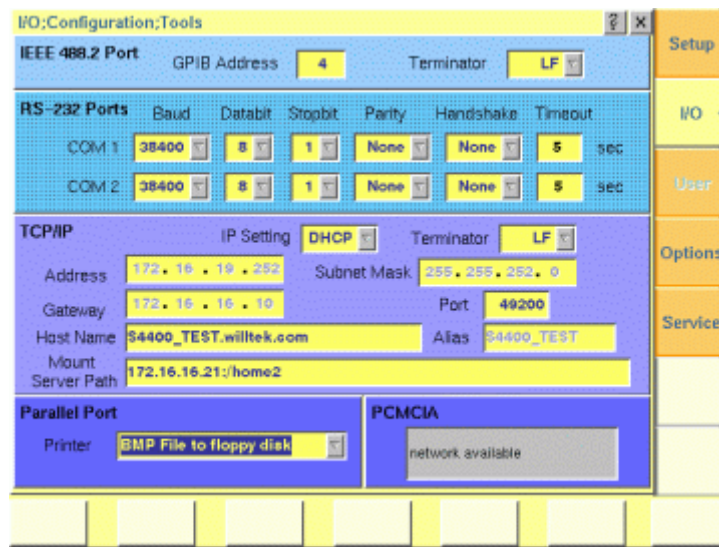 I/O;Configuration;Tools ? ×
IEEE 488.2 Port GPIB Address 4 Terminator LF
RS-232 Ports Baud Databit Stopbit Parity Handshake Timeout
COM 1 38400 8 1 None None 5 sec
COM 2 38400 8 1 None None 5 sec
TCP/IP IP Setting DHCP Terminator LF
Address 172. 16 . 19 . 252 Subnet Mask 255. 255. 252. 0
Gateway 172. 16 . 16 . 10 Port 49200
Host Name S4400_TEST.willtek.com Alias S4400_TEST
Mount
Server Path 172.16.16.21:/home2
Parallel Port PCMCIA
Printer BMP File to floppy disk network available
Setup
I/O
User
Options
Service